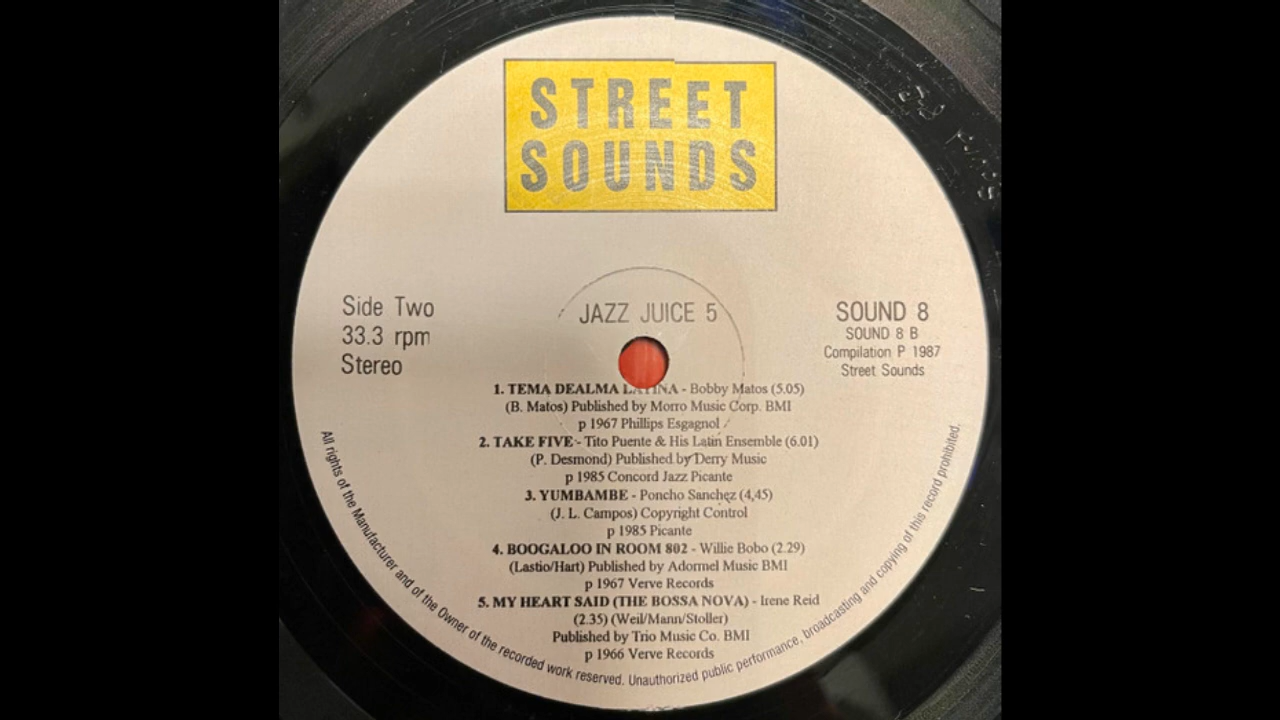 STREET
SOUNDS
Side Two
33.3 rpm
Stereo
JAZZ JUICE 5
SOUND 8
SOUND 8 B
Compilation P 1987
Street Sounds
1. TEMA DEALMA LATINA - Bobby Matos (5.05)
(B. Matos) Published by Morro Music Corp. BMI
p 1967 Phillips Esgagnol
2. TAKE FIVE - Tito Puente & His Latin Ensemble (6.01)
(P. Desmond) Published by Derry Music
p 1985 Concord Jazz Picante
3. YUMBAMBE - Poncho Sanchez (4,45)
(J. L. Campos) Copyright Control
p 1985 Picante
4. BOOGALOO IN ROOM 802 - Willie Bobo (2.29)
(Lastio/Hart) Published by Adormel Music BMI
p 1967 Verve Records
5. MY HEART SAID (THE BOSSA NOVA) - Irene Reid
(2.35) (Weil/Mann/Stoller)
Published by Trio Music Co. BMI
p 1966 Verve Records
All rights of the Manufacturer and of the Owner of the recorded work reserved. Unauthorized public performance, broadcasting and copying of this record prohibited.